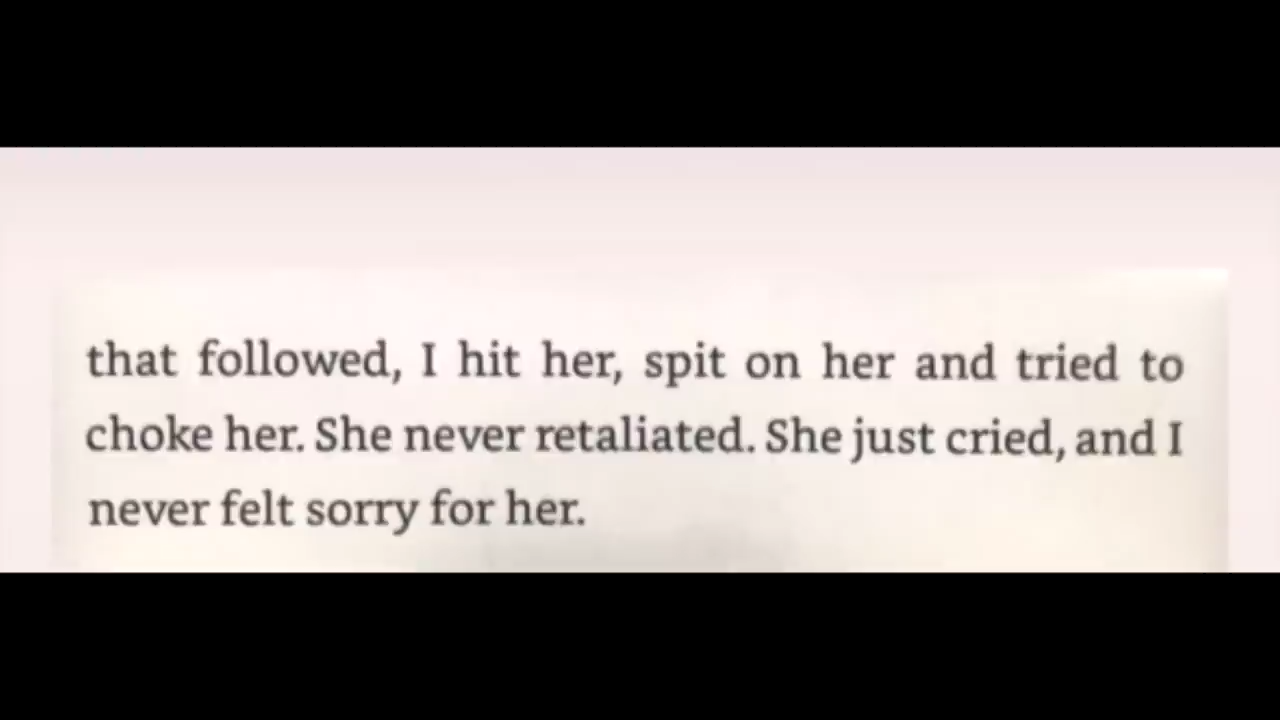 that followed, I hit her, spit on her and tried to
choke her. She never retaliated. She just cried, and I
never felt sorry for her.